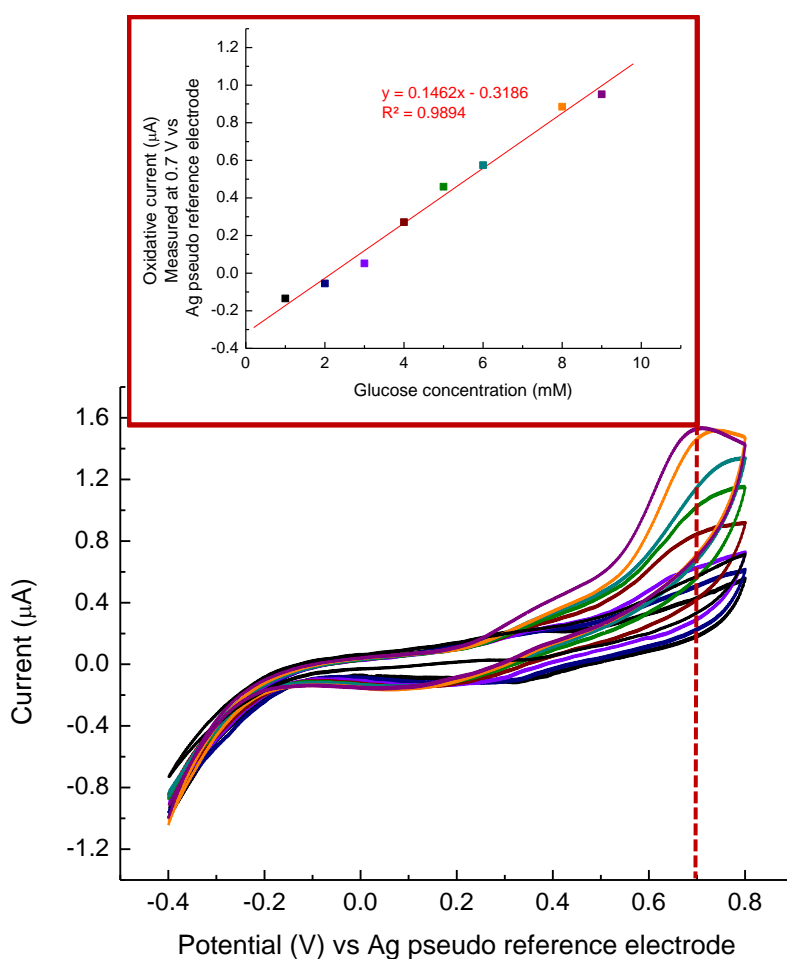 Oxidative current (μA)
Measured at 0.7 V vs
Ag pseudo reference electrode
1.2
1.0
0.8
0.6
0.4
0.2
0.0
-0.2
-0.4
y = 0.1462x - 0.3186
R² = 0.9894
0 2 4 6 8 10
Glucose concentration (mM)
Current (μA)
1.6
1.2
0.8
0.4
0.0
-0.4
-0.8
-1.2
-0.4 -0.2 0.0 0.2 0.4 0.6 0.8
Potential (V) vs Ag pseudo reference electrode